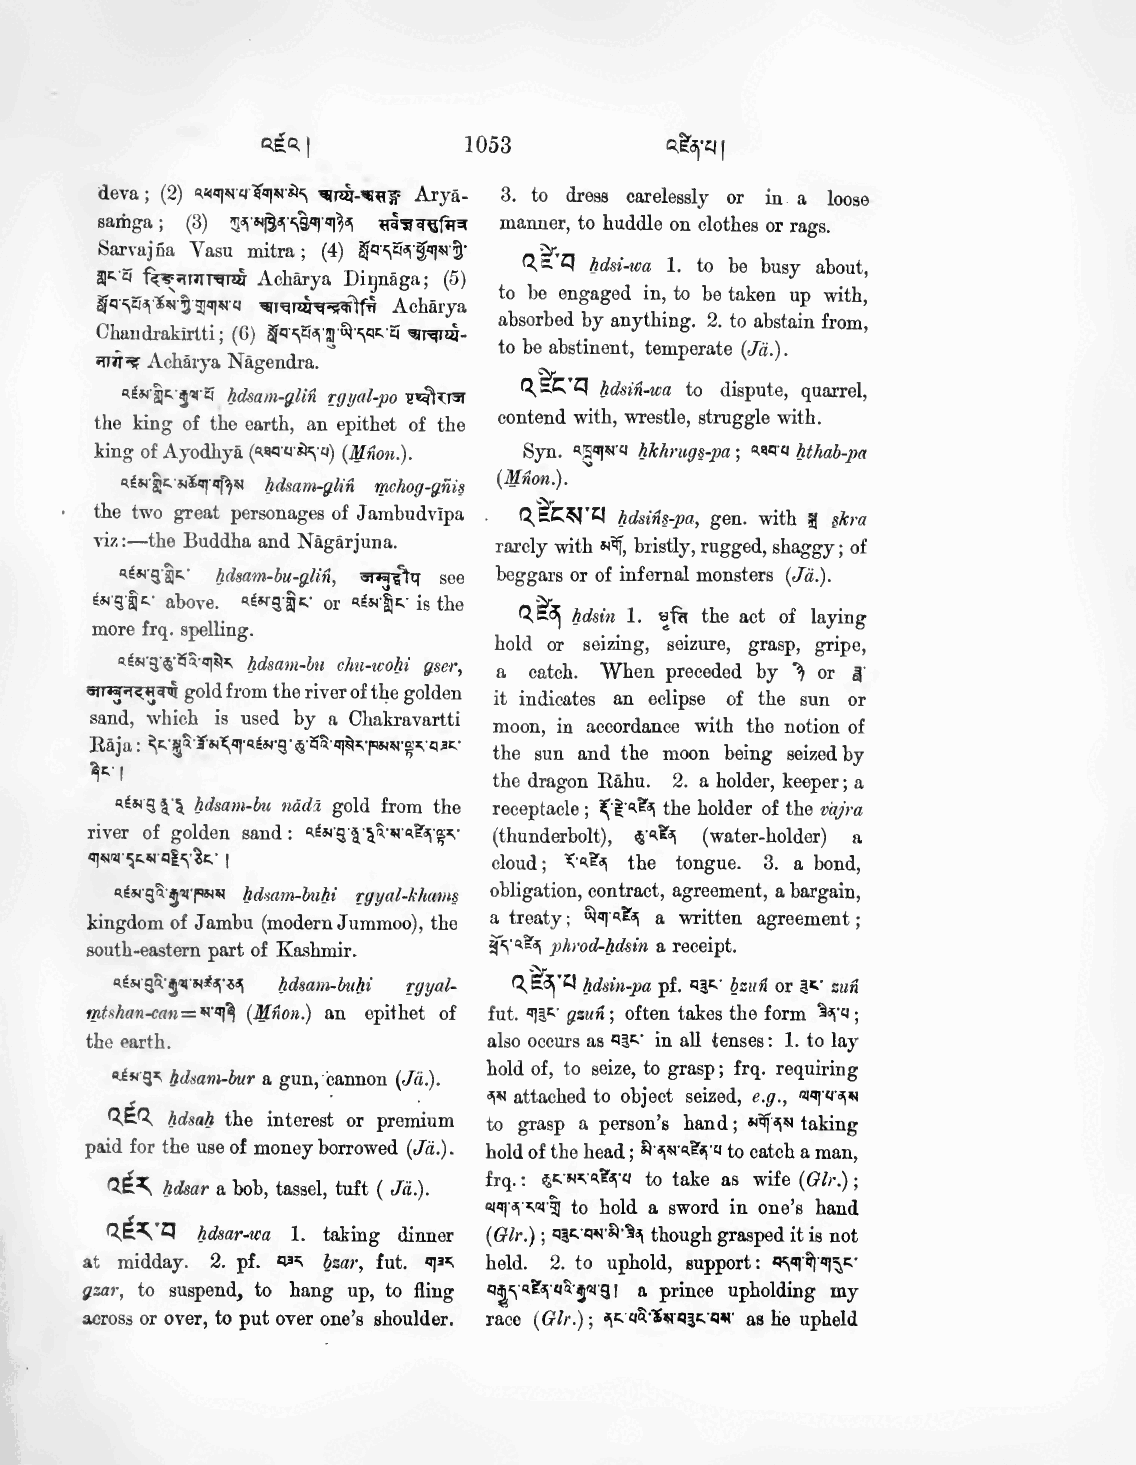 འཛའ། 1053 འཛིན་པ།
deva; (2) འཕགས་པ་ཐོགས་མེད आर्य्य-असङ्ग Aryā-
saṁga; (3) ཀུན་མཁྱེན་དབྱིག་གཉེན सर्वज्ञ वसुमित्र
Sarvajña Vasu mitra; (4) སློབ་དཔོན་ཕྱོགས་ཀྱི་
གླང་པོ दिङ्नागाचार्य्य Achārya Diŋnāga; (5)
སློབ་དཔོན་ཆོས་ཀྱི་གྲགས་པ आचार्य्यचन्द्रकीर्त्ति Achārya
Chandrakīrtti; (6) སློབ་དཔོན་ཀླུ་ཡི་དབང་པོ आचार्य्य-
नागेन्द्र Achārya Nāgendra.
འཛམ་གླིང་རྒྱལ་པོ ḥdsam-gliṅ rgyal-po पृथ्वीराज
the king of the earth, an epithet of the
king of Ayodhyā (འཐབ་པ་མེད་པ) (Mṅon.).
འཛམ་གླིང་མཆོག་གཉིས ḥdsam-gliṅ mchog-gñis
the two great personages of Jambudvīpa
viz:—the Buddha and Nāgārjuna.
འཛམ་བུ་གླིང་ ḥdsam-bu-gliṅ, जम्बुद्वीप see
ཛམ་བུ་གླིང་ above. འཛམ་བུ་གླིང་ or འཛམ་གླིང་ is the
more frq. spelling.
འཛམ་བུ་ཆུ་བོའི་གསེར ḥdsam-bu chu-woḥi gser,
जाम्बुनदसुवर्ण gold from the river of the golden
sand, which is used by a Chakravartti
Rāja: དེང་སྐུའི་ཟོ་མདོག་འཛམ་བུ་ཆུ་བོའི་གསེར་ཁམས་ལྟར་བཟང་
ཞིང་།
འཛམ་བུ་ནཱ་དཱི ḥdsam-bu nādī gold from the
river of golden sand: འཛམ་བུ་ནཱ་དཱིའི་ས་འཛིན་ལྟར་
གསལ་དྭངས་བརྗིད་ཅིང་།
འཛམ་བུའི་རྒྱལ་ཁམས ḥdsam-buḥi rgyal-khams
kingdom of Jambu (modern Jummoo), the
south-eastern part of Kashmir.
འཛམ་བུའི་རྒྱལ་མཚན་ཅན ḥdsam-buḥi rgyal-
mtshan-can=ས་གཞི (Mṅon.) an epithet of
the earth.
འཛམ་བུར ḥdsam-bur a gun, cannon (Jä.).
འཛའ ḥdsaḥ the interest or premium
paid for the use of money borrowed (Jä.).
འཛར ḥdsar a bob, tassel, tuft (Jä.).
འཛར་བ ḥdsar-wa 1. taking dinner
at midday. 2. pf. བཟར bzar, fut. གཟར
gzar, to suspend, to hang up, to fling
across or over, to put over one's shoulder.
3. to dress carelessly or in a loose
manner, to huddle on clothes or rags.
འཛི་བ ḥdsi-wa 1. to be busy about,
to be engaged in, to be taken up with,
absorbed by anything. 2. to abstain from,
to be abstinent, temperate (Jä.).
འཛིང་བ ḥdsiṅ-wa to dispute, quarrel,
contend with, wrestle, struggle with.
Syn. འཁྲུགས་པ ḥkhrugs-pa; འཐབ་པ ḥthab-pa
(Mṅon.).
འཛིངས་པ ḥdsiṅs-pa, gen. with སྐྲ skra
rarely with མགོ, bristly, rugged, shaggy; of
beggars or of infernal monsters (Jä.).
འཛིན ḥdsin 1. धृति the act of laying
hold or seizing, seizure, grasp, gripe,
a catch. When preceded by ཉི or ཟླ་
it indicates an eclipse of the sun or
moon, in accordance with the notion of
the sun and the moon being seized by
the dragon Rāhu. 2. a holder, keeper; a
receptacle; རྡོ་རྗེ་འཛིན the holder of the vajra
(thunderbolt), ཆུ་འཛིན (water-holder) a
cloud; རོ་འཛིན the tongue. 3. a bond,
obligation, contract, agreement, a bargain,
a treaty; ཡིག་འཛིན a written agreement;
ཕྲོད་འཛིན phrod-ḥdsin a receipt.
འཛིན་པ ḥdsin-pa pf. བཟུང་ bzuṅ or ཟུང་ zuṅ
fut. གཟུང་ gzuṅ; often takes the form ཟིན་པ;
also occurs as བཟུང་ in all tenses: 1. to lay
hold of, to seize, to grasp; frq. requiring
ནས attached to object seized, e.g., ལག་པ་ནས
to grasp a person's hand; མགོ་ནས taking
hold of the head; མི་ནས་འཛིན་པ to catch a man,
frq.: ཆུང་མར་འཛིན་པ to take as wife (Glr.);
ལག་ན་རལ་གྲི to hold a sword in one's hand
(Glr.); བཟུང་བས་མི་ཟིན though grasped it is not
held. 2. to uphold, support: བདག་གི་གདུང་
བརྒྱུད་འཛིན་པའི་རྒྱལ་བུ། a prince upholding my
race (Glr.); ནང་པའི་ཆོས་བཟུང་བས་ as he upheld